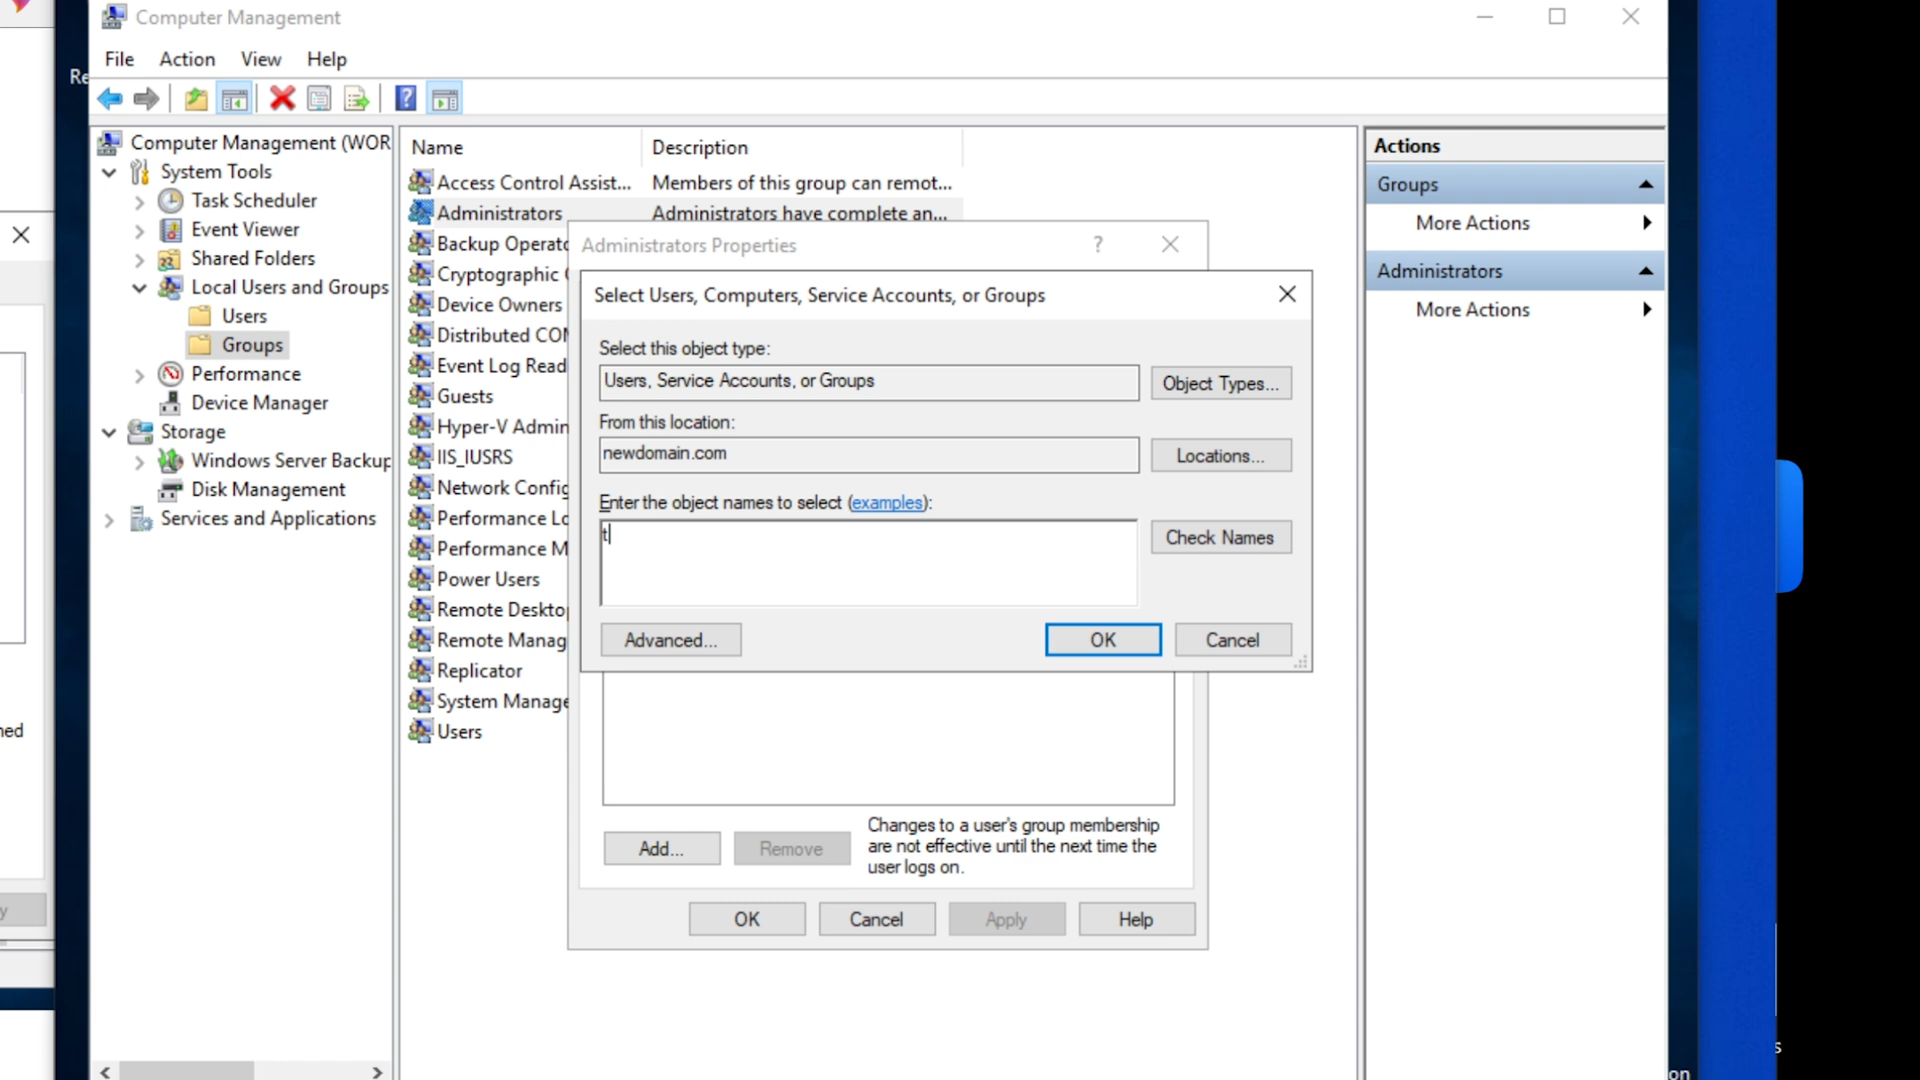 Computer Management
File Action View Help
Re
Computer Management (WOR
System Tools
Task Scheduler
Event Viewer
Shared Folders
Local Users and Groups
Users
Groups
Performance
Device Manager
Storage
Windows Server Backup
Disk Management
Services and Applications
Name Description
Access Control Assist... Members of this group can remot...
Administrators Administrators have complete an...
Backup Operato
Cryptographic
Device Owners
Distributed COM
Event Log Read
Guests
Hyper-V Admin
IIS_IUSRS
Network Config
Performance Lo
Performance M
Power Users
Remote Desktop
Remote Manag
Replicator
System Manage
Users
Administrators Properties ?
Select Users, Computers, Service Accounts, or Groups
Select this object type:
Users, Service Accounts, or Groups
Object Types...
From this location:
newdomain.com
Locations...
Enter the object names to select (examples):
t
Check Names
Advanced...
OK
Cancel
Add...
Remove
Changes to a user's group membership
are not effective until the next time the
user logs on.
OK
Cancel
Apply
Help
Actions
Groups
More Actions
Administrators
More Actions
ned
y
s
on